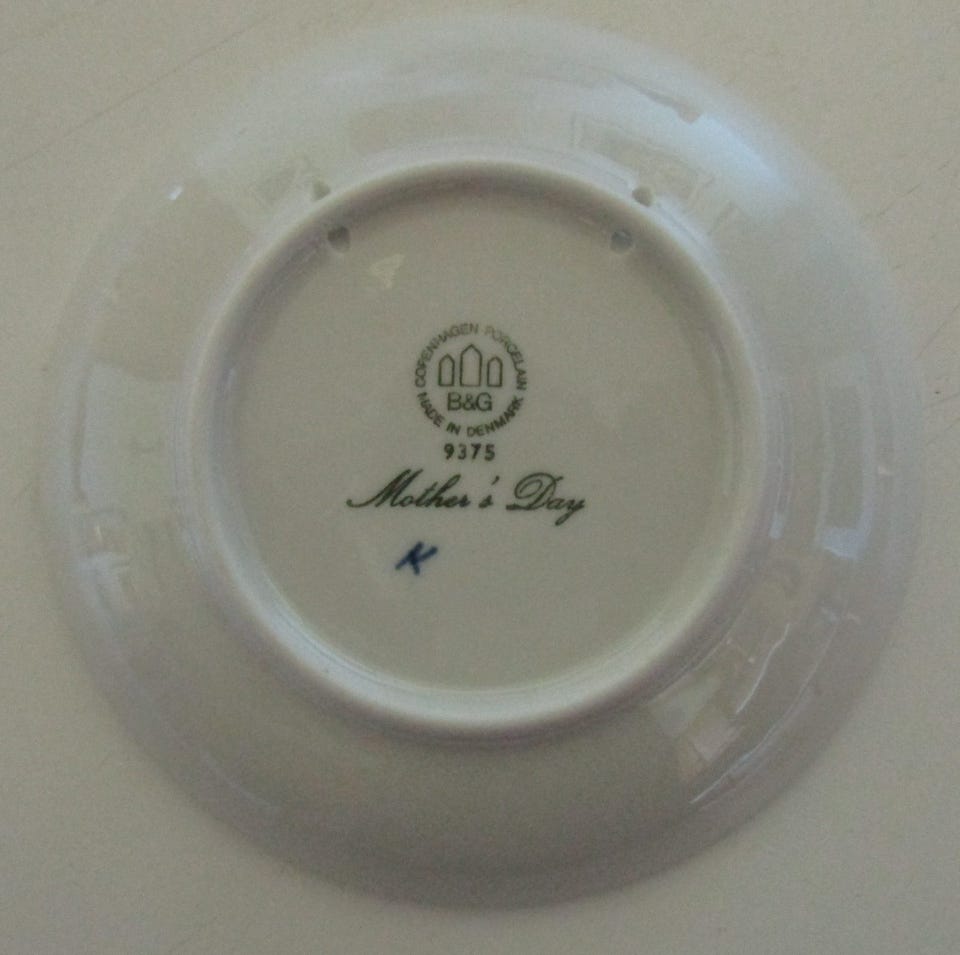 COPENHAGEN PORCELAIN
B&G
MADE IN DENMARK
9375
Mother's Day
K